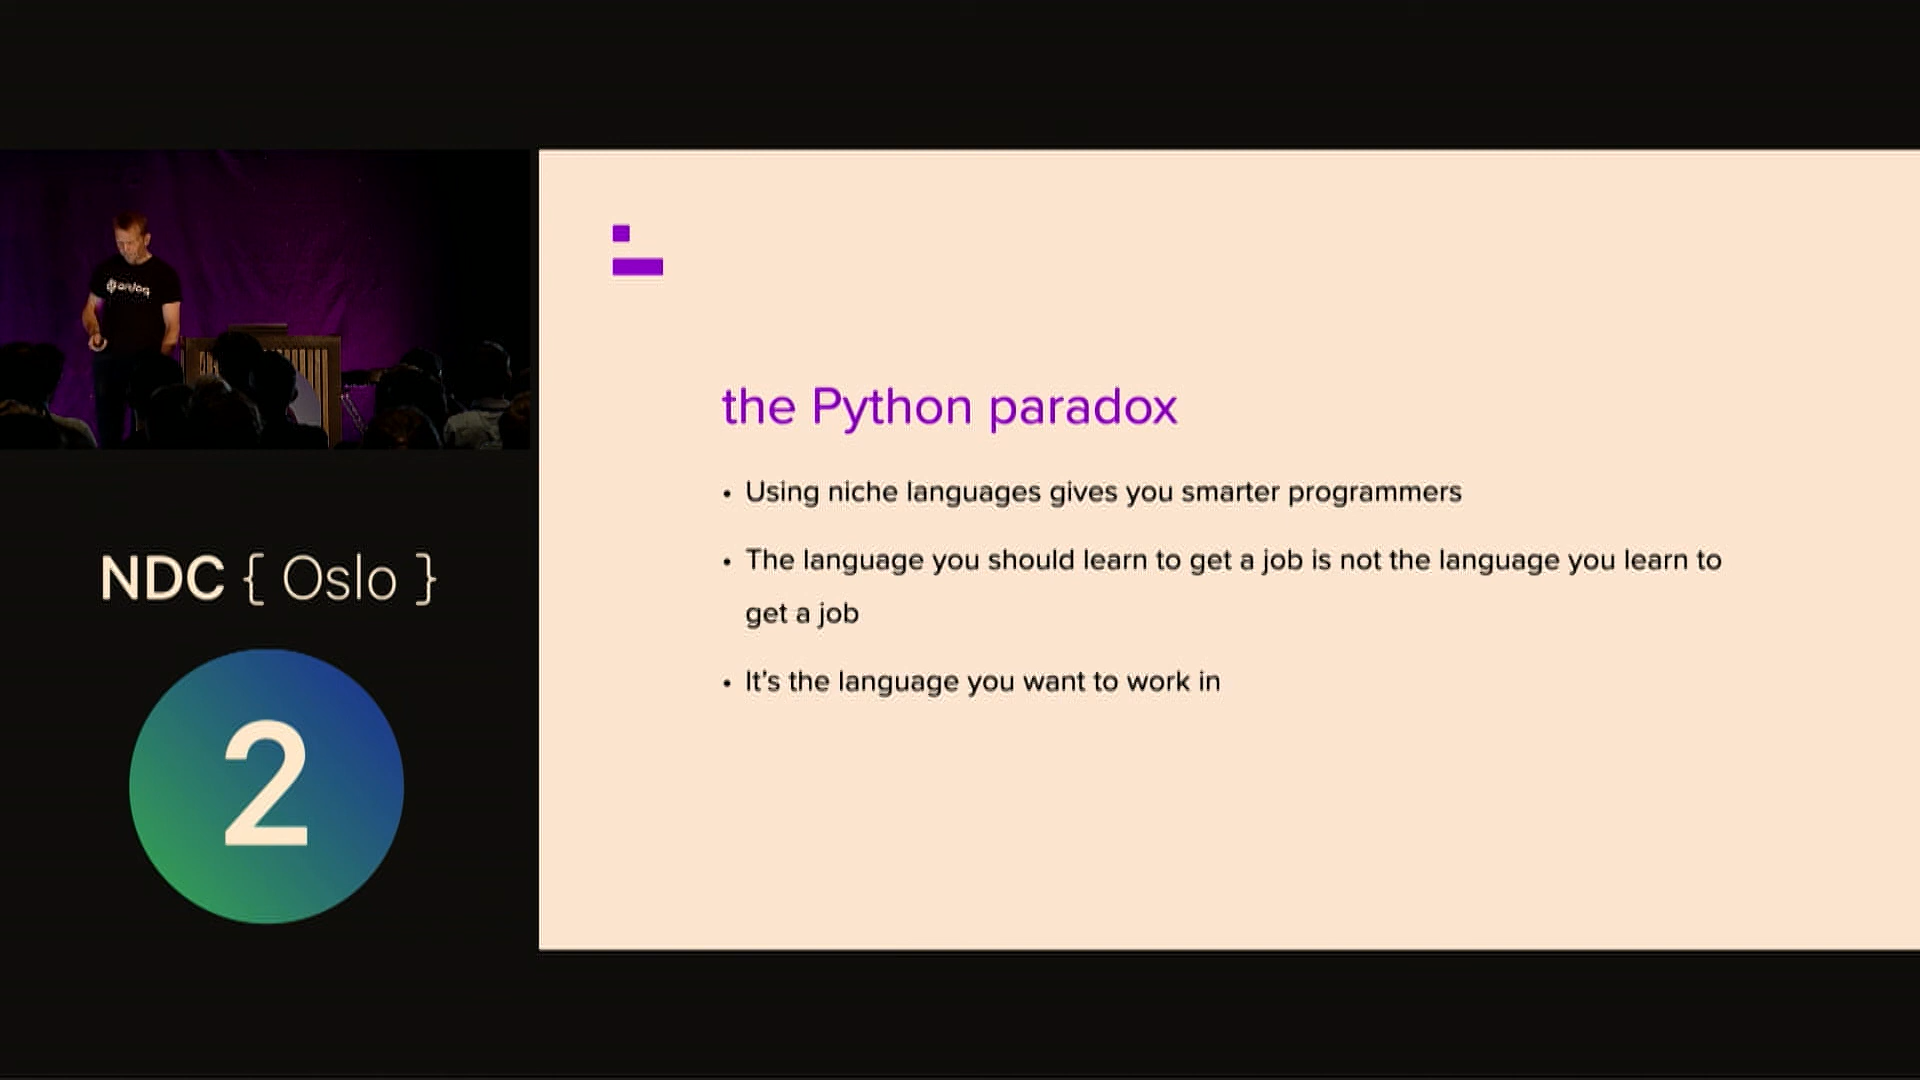 the Python paradox
• Using niche languages gives you smarter programmers
• The language you should learn to get a job is not the language you learn to
get a job
• It's the language you want to work in
NDC { Oslo }
2